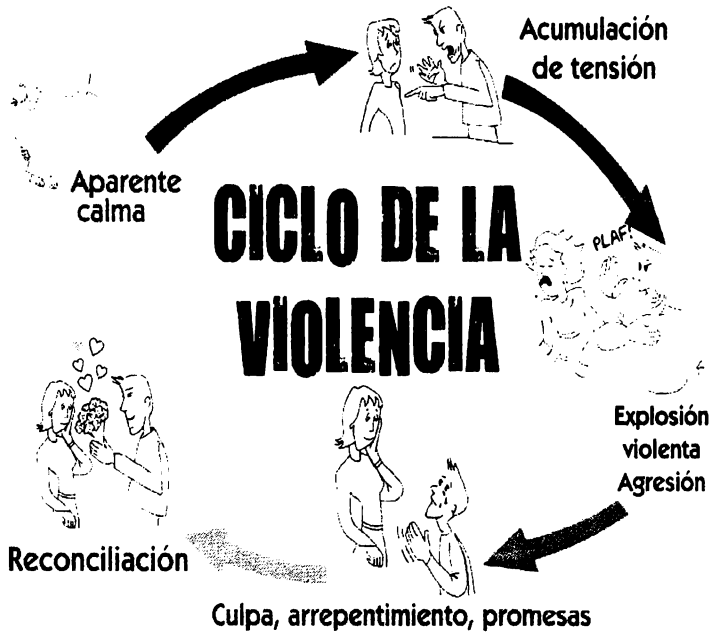 Acumulación
de tensión
Aparente
calma
CICLO DE LA
VIOLENCIA
PLAF!
Explosión
violenta
Agresión
Reconciliación
Culpa, arrepentimiento, promesas